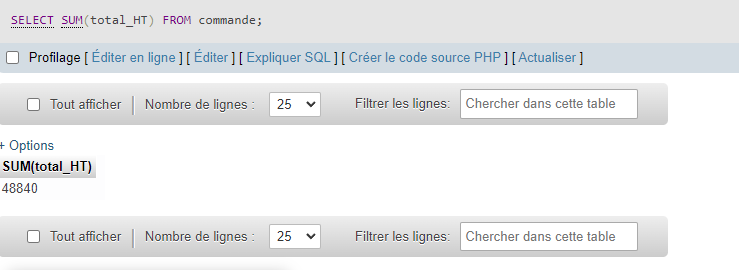 SELECT SUM(total_HT) FROM commande;
Profilage [ Éditer en ligne ] [ Éditer ] [ Expliquer SQL ] [ Créer le code source PHP ] [ Actualiser ]
Tout afficher Nombre de lignes : 25 Filtrer les lignes: Chercher dans cette table
+ Options
SUM(total_HT)
48840
Tout afficher Nombre de lignes : 25 Filtrer les lignes: Chercher dans cette table